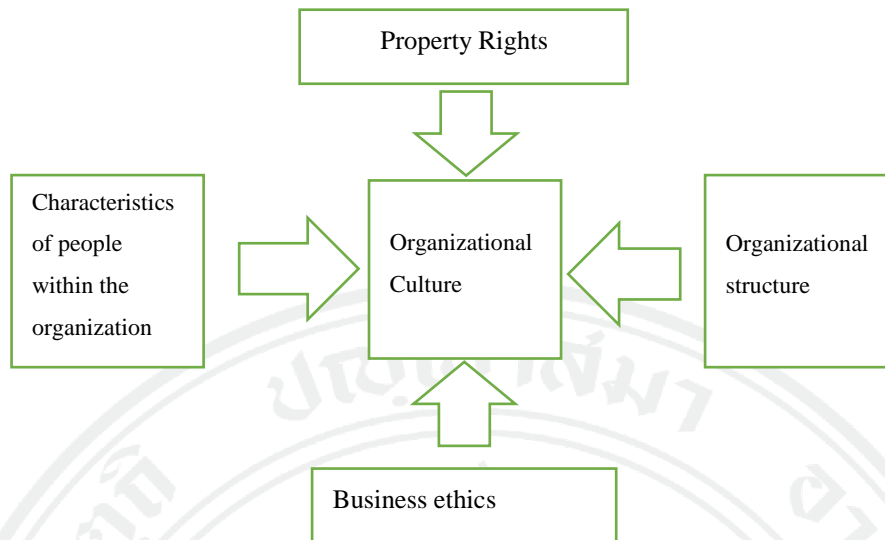 Property Rights
Characteristics
of people
within the
organization
Organizational
Culture
Organizational
structure
Business ethics